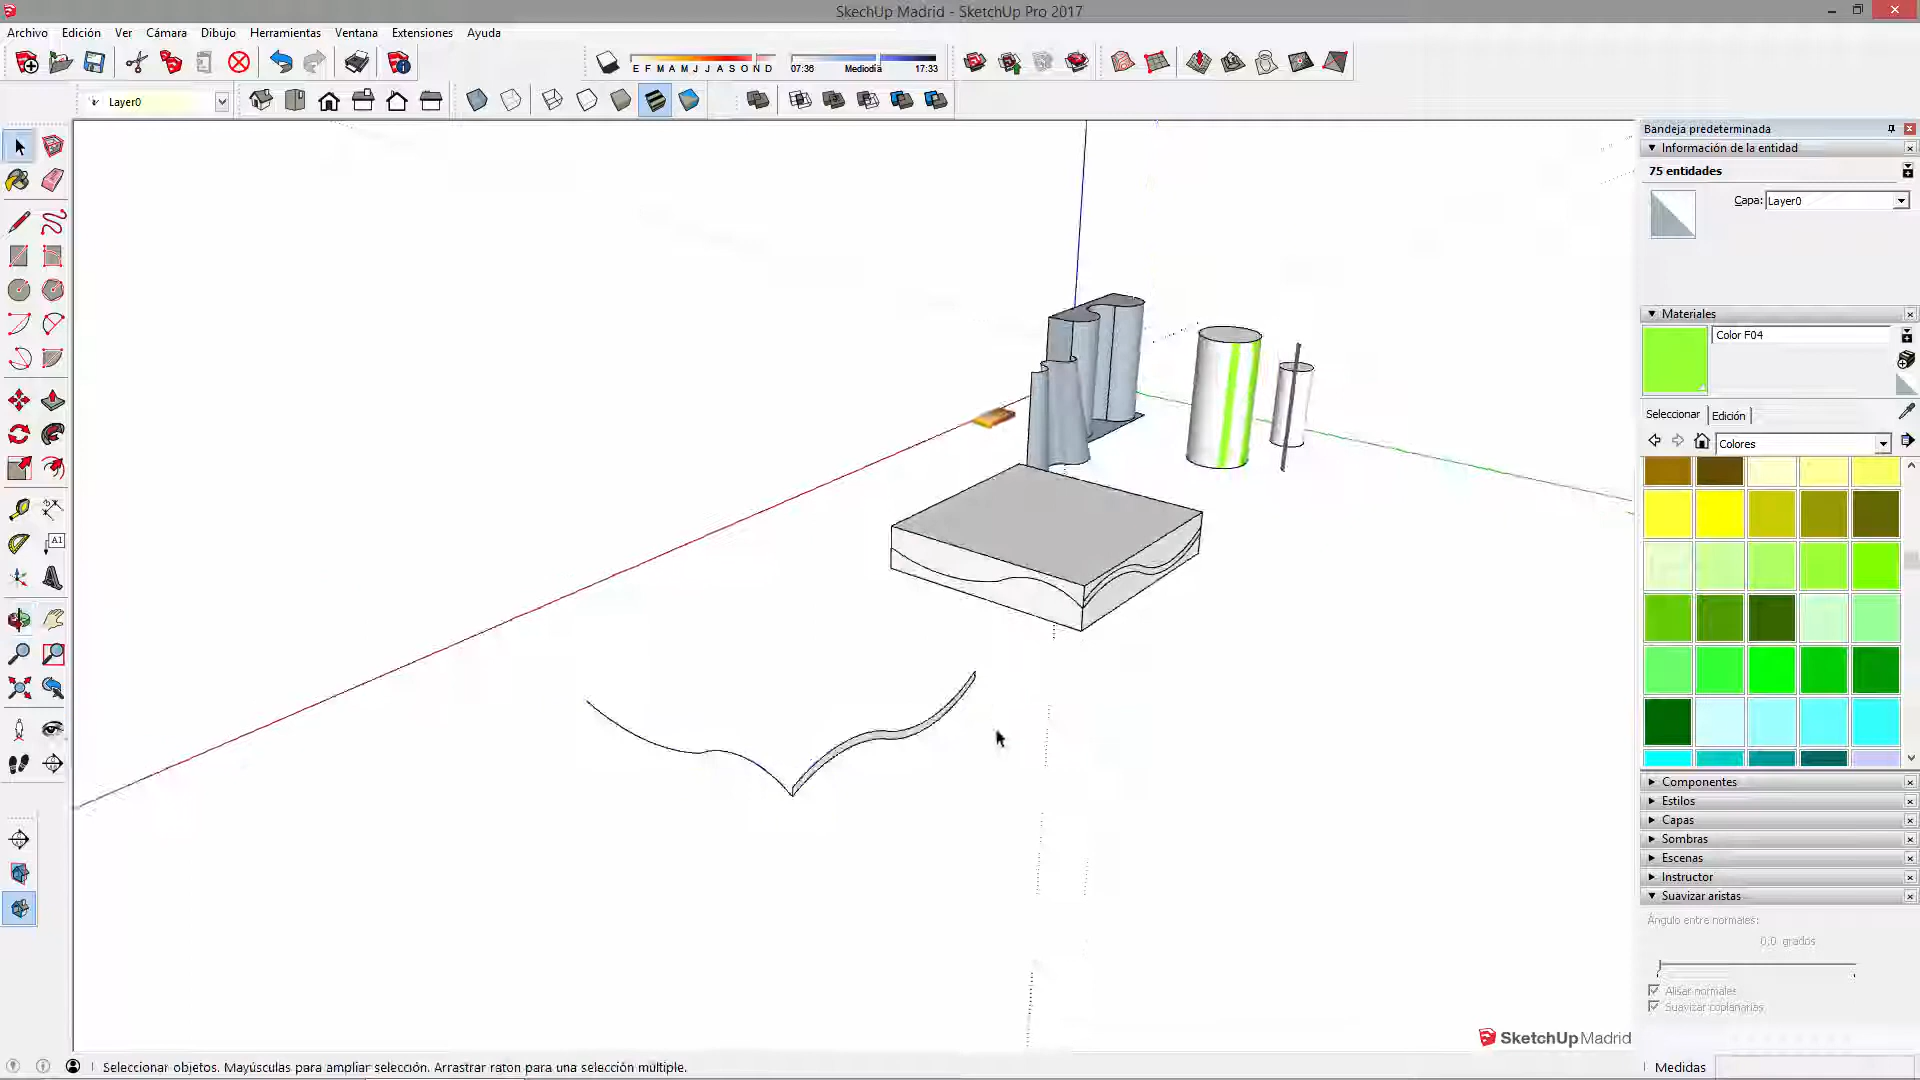 SkechUp Madrid - SketchUp Pro 2017
Archivo Edición Ver Cámara Dibujo Herramientas Ventana Extensiones Ayuda
E F M A M J J A S O N D 07:36 Mediodía 17:33
Layer0
Bandeja predeterminada
Información de la entidad
75 entidades
Capa: Layer0
Materiales
Color F04
Seleccionar Edición
Colores
A1
Componentes
Estilos
Capas
Sombras
Escenas
Instructor
Suavizar aristas
Ángulo entre normales:
0,0 grados
Alisar normales
Suavizar coplanarias
SketchUp Madrid
Seleccionar objetos. Mayúsculas para ampliar selección. Arrastrar raton para una selección múltiple.
Medidas